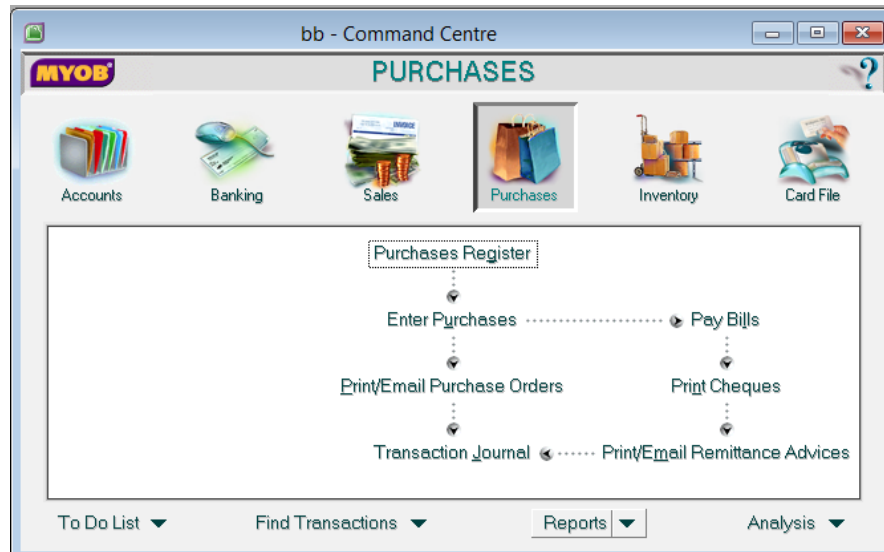 bb - Command Centre
MYOB PURCHASES ?
INVOICE
Accounts Banking Sales Purchases Inventory Card File
Purchases Register
Enter Purchases Pay Bills
Print/Email Purchase Orders Print Cheques
Transaction Journal Print/Email Remittance Advices
To Do List Find Transactions Reports Analysis